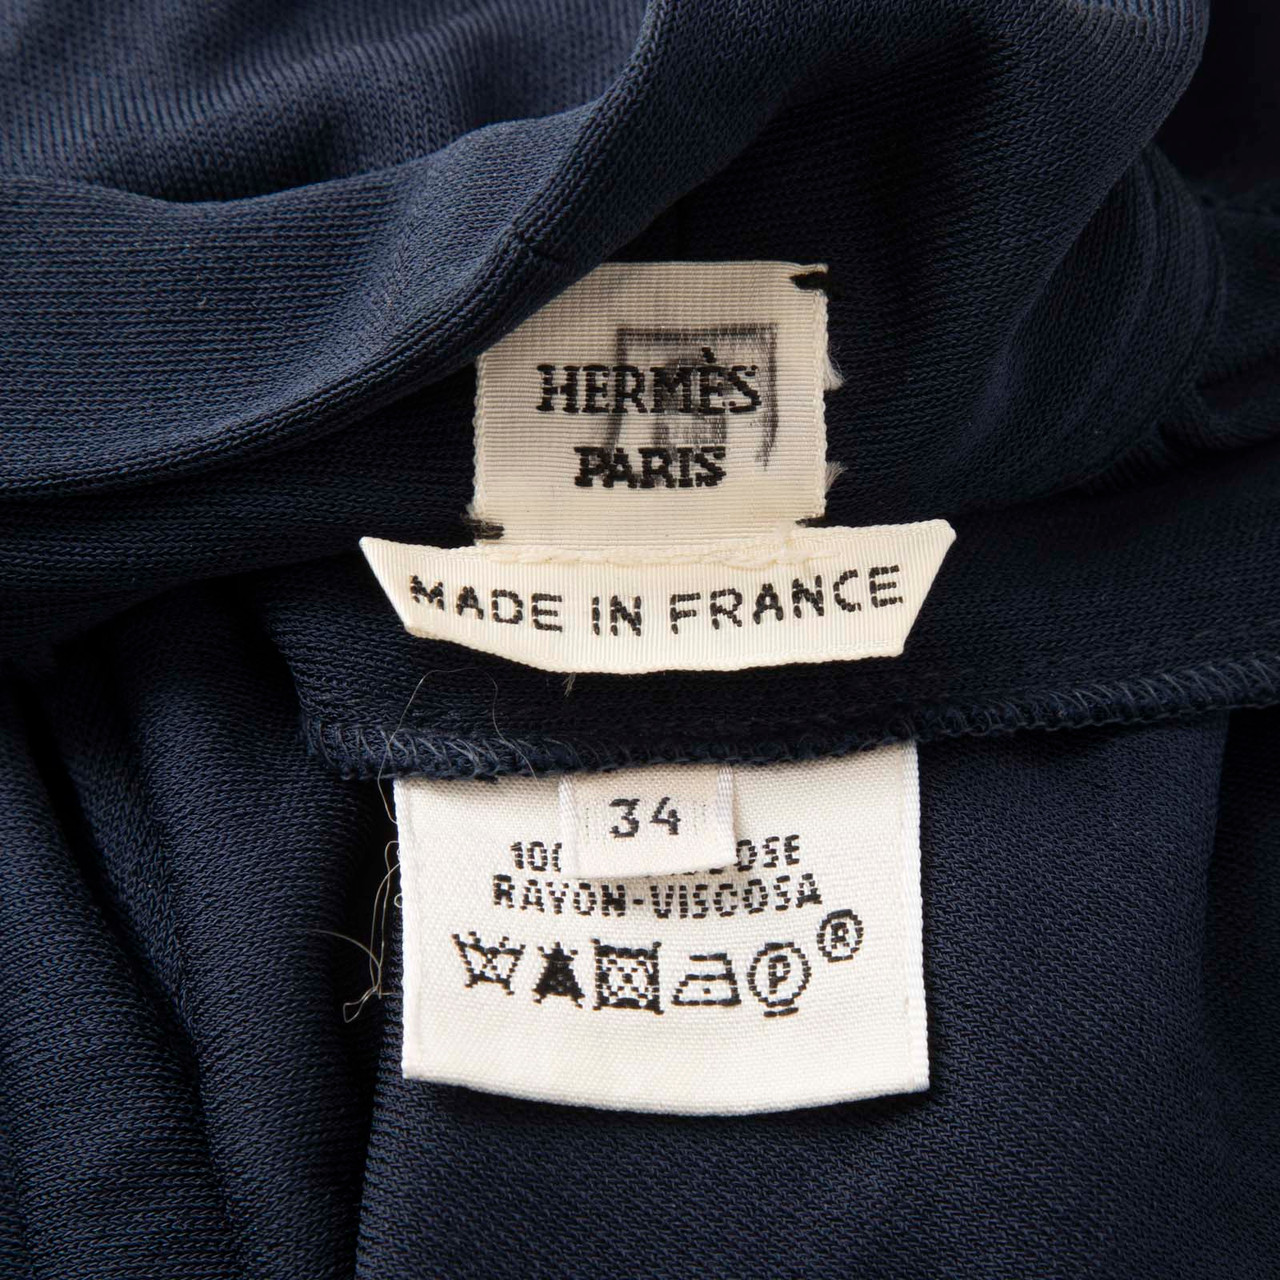 HERMÈS
PARIS
MADE IN FRANCE
34
RAYON-VISCOSA
P
®